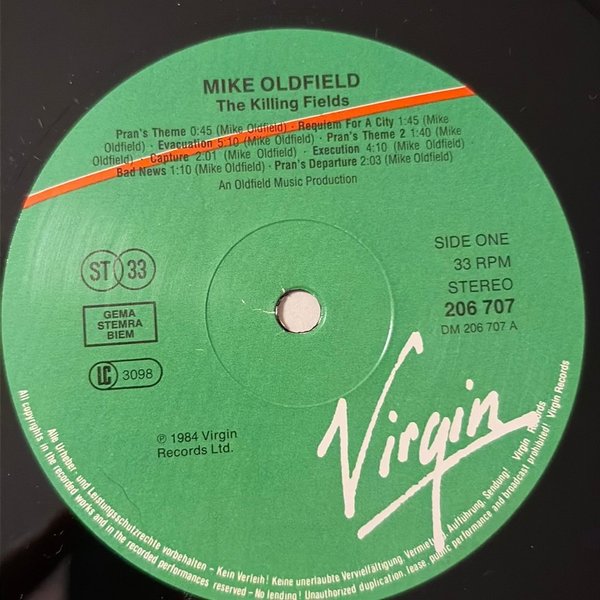 MIKE OLDFIELD
The Killing Fields
Pran's Theme 0:45 (Mike Oldfield) · Requiem For A City 1:45 (Mike
Oldfield) · Evacuation 5:10 (Mike Oldfield) · Pran's Theme 2 1:40 (Mike
Oldfield) · Capture 2:01 (Mike Oldfield) · Execution 4:10 (Mike Oldfield)
Bad News 1:10 (Mike Oldfield) · Pran's Departure 2:03 (Mike Oldfield)
An Oldfield Music Production
ST 33
GEMA
STEMRA
BIEM
LC 3098
SIDE ONE
33 RPM
STEREO
206 707
DM 206 707 A
℗ 1984 Virgin
Records Ltd.
Virgin
Alle Urheber- und Leistungsschutzrechte vorbehalten – Kein Verleih! Keine unerlaubte Vervielfältigung, Vermietung, Aufführung, Sendung! Virgin Records
All copyrights in the recorded works and in the recorded performances reserved – No lending! Unauthorized duplication, lease, public performance and broadcast prohibited! Virgin Records